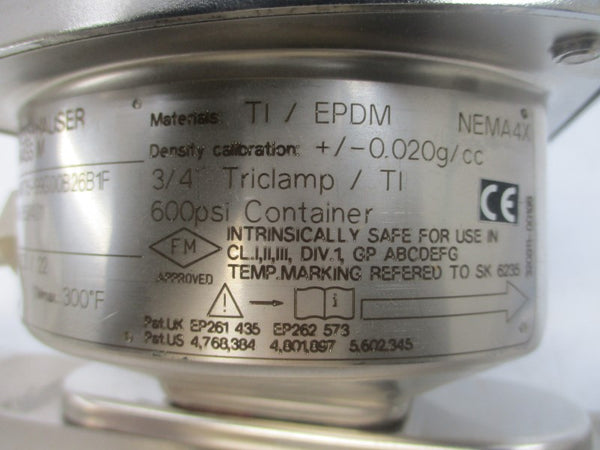 Materials: TI / EPDM
NEMA4X
Density calibration: +/-0.020g/cc
3/4" Triclamp / TI
600psi Container
CE
FM
APPROVED
INTRINSICALLY SAFE FOR USE IN
CL.I,II,III, DIV.1, GP ABCDEFG
TEMP.MARKING REFERED TO SK 6235
300°F
i
Pat.UK EP261 435 EP262 573
Pat.US 4,768,384 4,801,897 5,602,345